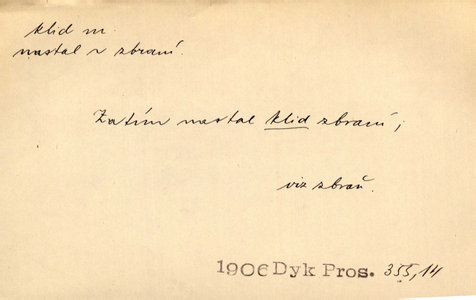 klid m.
nastal v zbraní.
Zatím nastal klid zbraní;
viz zbraň.
1906 Dyk Pros. 355,14